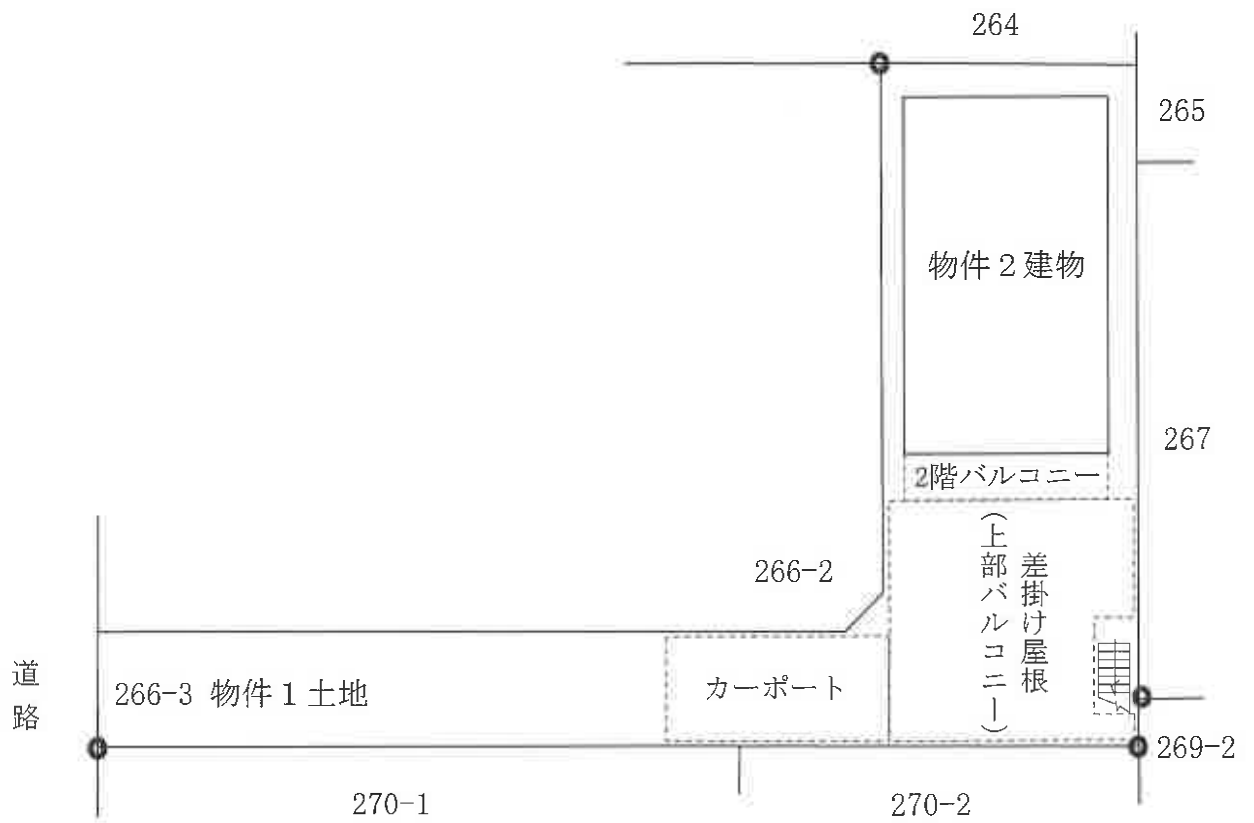 264
265
物件2建物
267
2階バルコニー
差掛け屋根
(上部バルコニー)
266-2
道路
266-3 物件1土地
カーポート
269-2
270-1
270-2